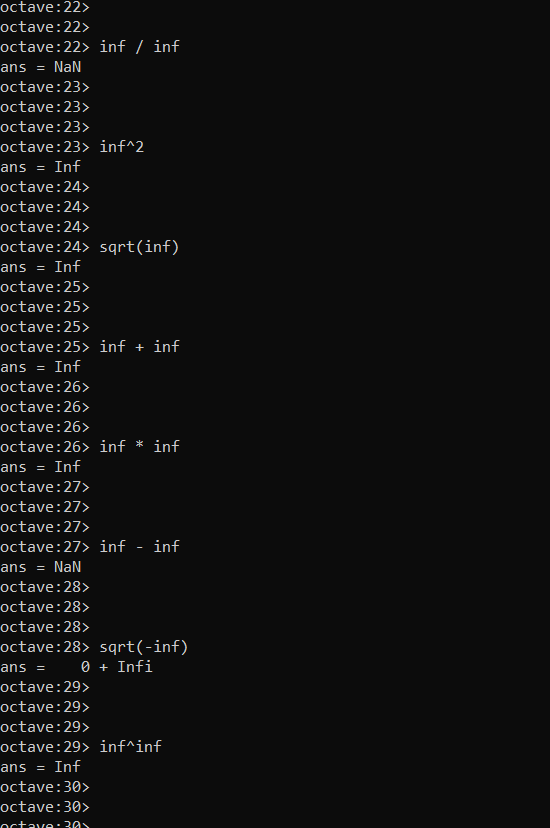 octave:22>
octave:22>
octave:22> inf / inf
ans = NaN
octave:23>
octave:23>
octave:23>
octave:23> inf^2
ans = Inf
octave:24>
octave:24>
octave:24>
octave:24> sqrt(inf)
ans = Inf
octave:25>
octave:25>
octave:25>
octave:25> inf + inf
ans = Inf
octave:26>
octave:26>
octave:26>
octave:26> inf * inf
ans = Inf
octave:27>
octave:27>
octave:27>
octave:27> inf - inf
ans = NaN
octave:28>
octave:28>
octave:28>
octave:28> sqrt(-inf)
ans =    0 + Infi
octave:29>
octave:29>
octave:29>
octave:29> inf^inf
ans = Inf
octave:30>
octave:30>
octave:30>